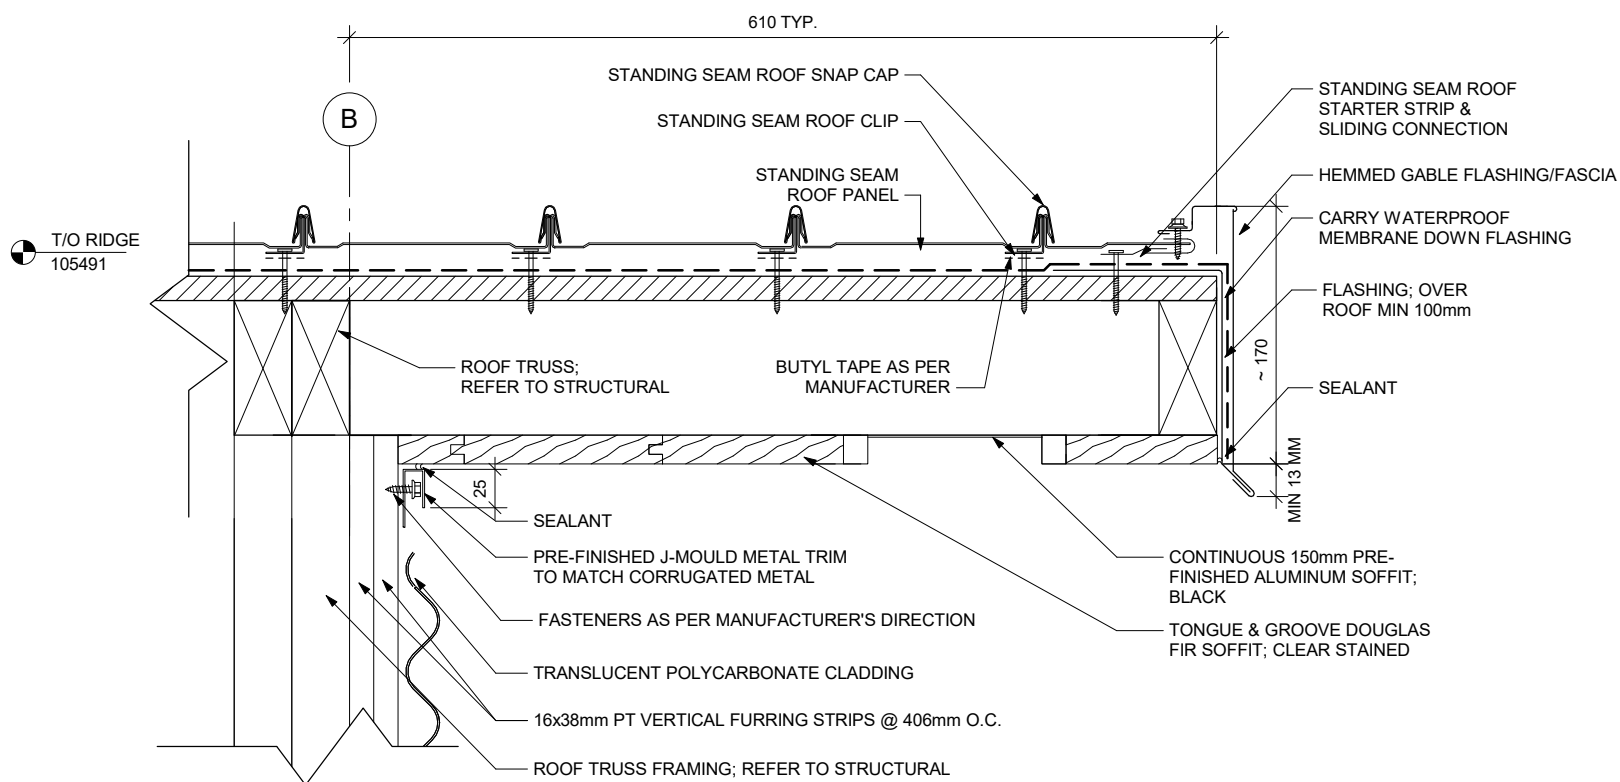 610 TYP.
STANDING SEAM ROOF SNAP CAP
STANDING SEAM ROOF
STARTER STRIP &
SLIDING CONNECTION
B
STANDING SEAM ROOF CLIP
STANDING SEAM
ROOF PANEL
HEMMED GABLE FLASHING/FASCIA
CARRY WATERPROOF
MEMBRANE DOWN FLASHING
T/O RIDGE
105491
FLASHING; OVER
ROOF MIN 100mm
ROOF TRUSS;
REFER TO STRUCTURAL
BUTYL TAPE AS PER
MANUFACTURER
~ 170
SEALANT
25
MIN 13 MM
SEALANT
PRE-FINISHED J-MOULD METAL TRIM
TO MATCH CORRUGATED METAL
CONTINUOUS 150mm PRE-
FINISHED ALUMINUM SOFFIT;
BLACK
FASTENERS AS PER MANUFACTURER'S DIRECTION
TONGUE & GROOVE DOUGLAS
FIR SOFFIT; CLEAR STAINED
TRANSLUCENT POLYCARBONATE CLADDING
16x38mm PT VERTICAL FURRING STRIPS @ 406mm O.C.
ROOF TRUSS FRAMING; REFER TO STRUCTURAL